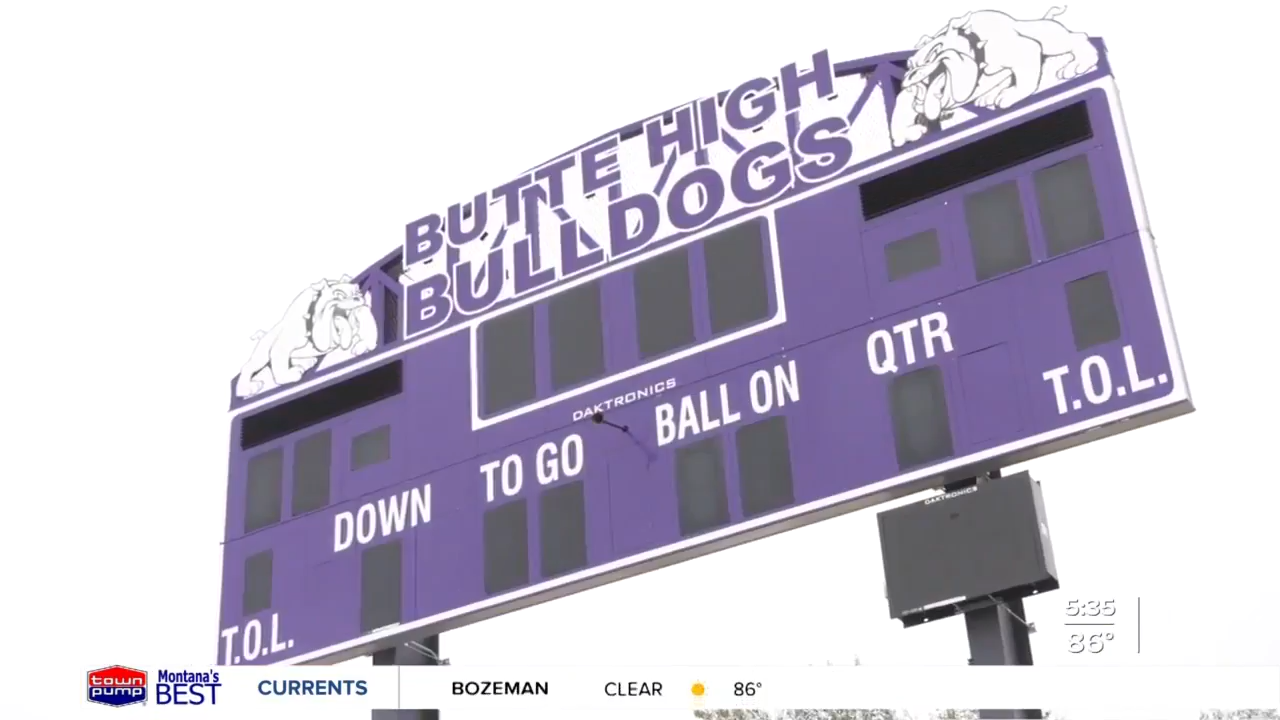 BUTTE HIGH
BULLDOGS
DAKTRONICS
DOWN
TO GO
BALL ON
QTR
T.O.L.
T.O.L.
DAKTRONICS
5:35
86°
town pump
Montana's BEST
CURRENTS
BOZEMAN
CLEAR
86°